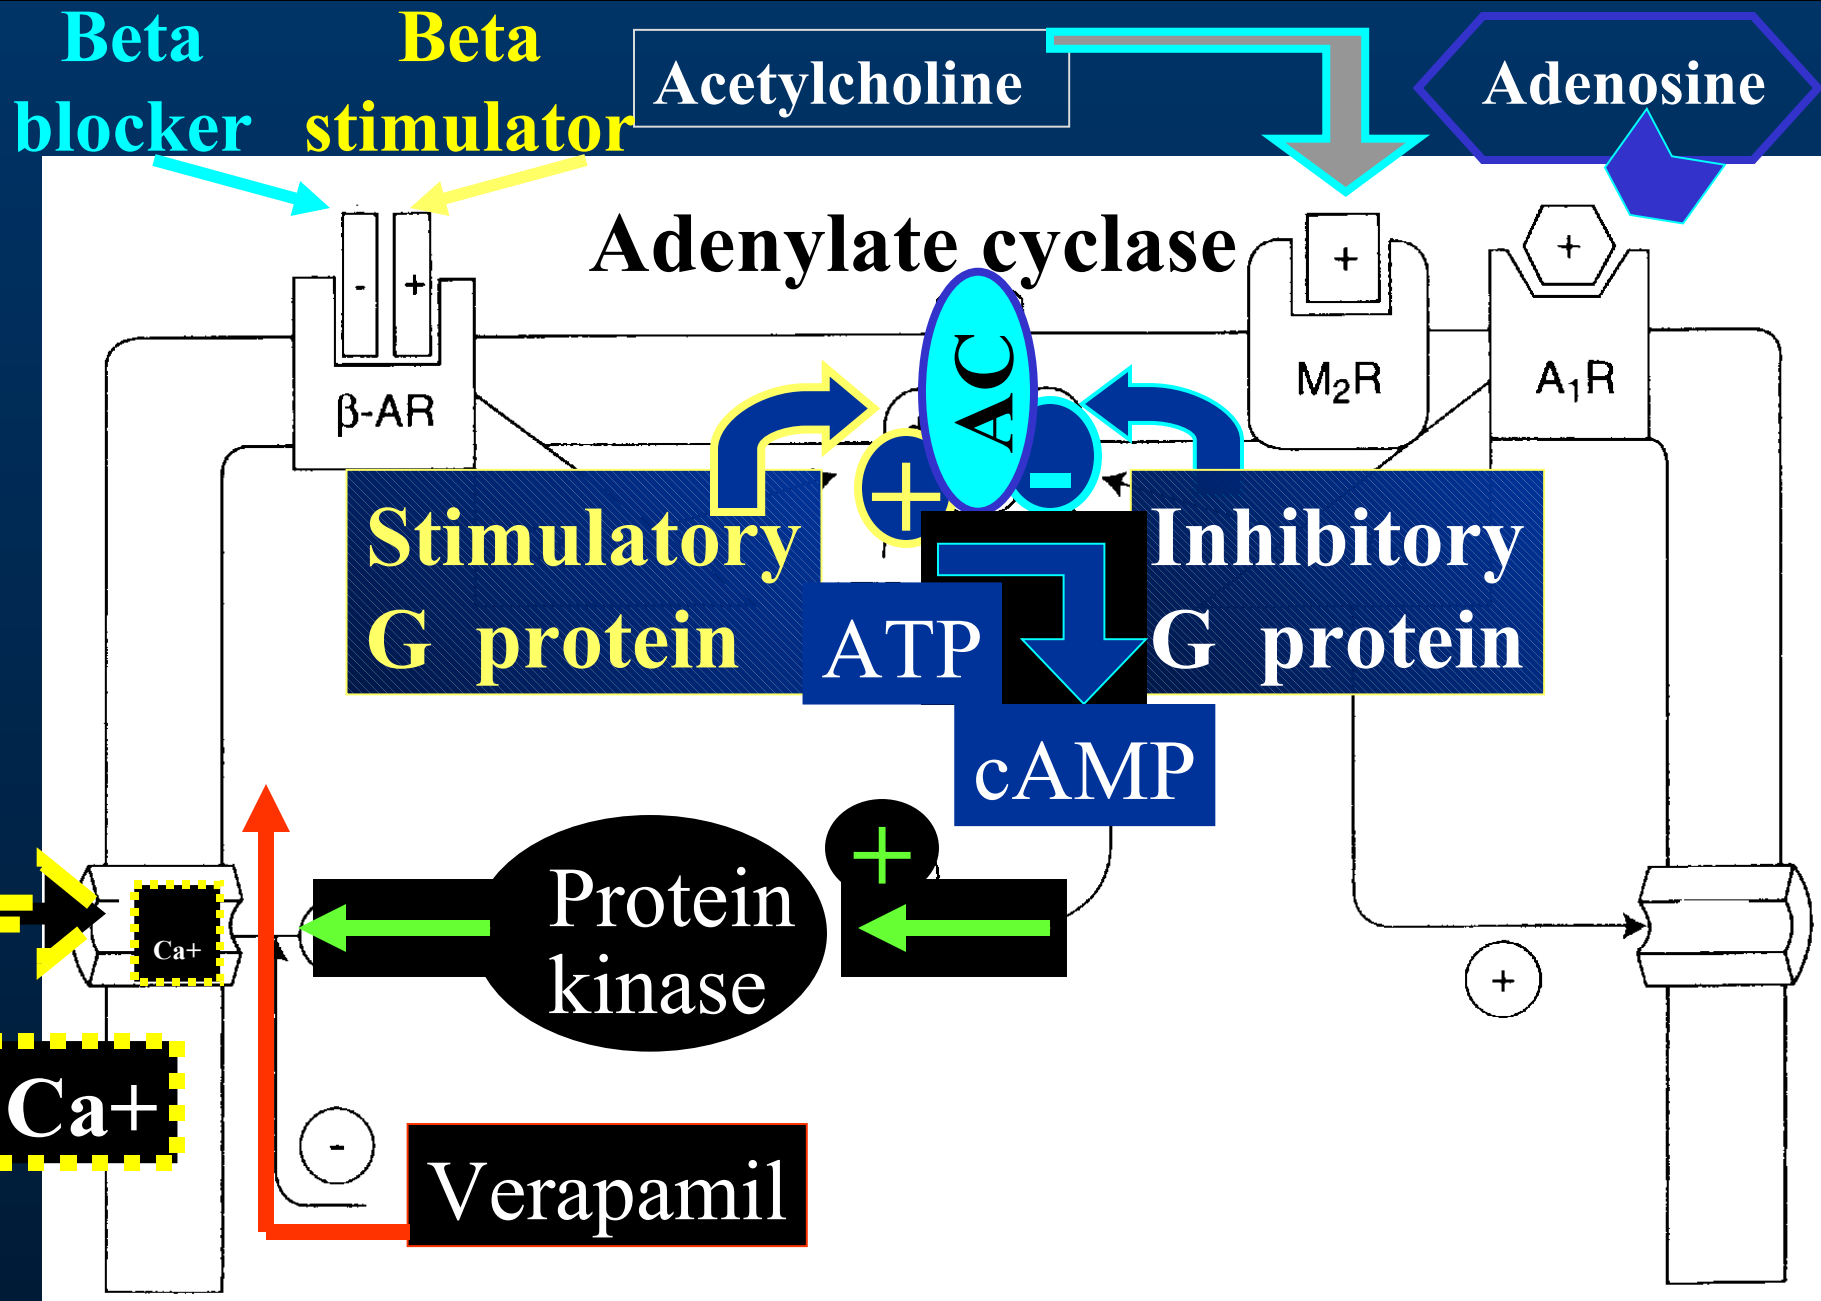 Beta
blocker
Beta
stimulator
Acetylcholine
Adenosine
Adenylate cyclase
-
+
+
+
β-AR
AC
M₂R
A₁R
+
-
Stimulatory
G protein
Inhibitory
G protein
ATP
cAMP
+
Protein
kinase
Ca+
+
Ca+
-
Verapamil